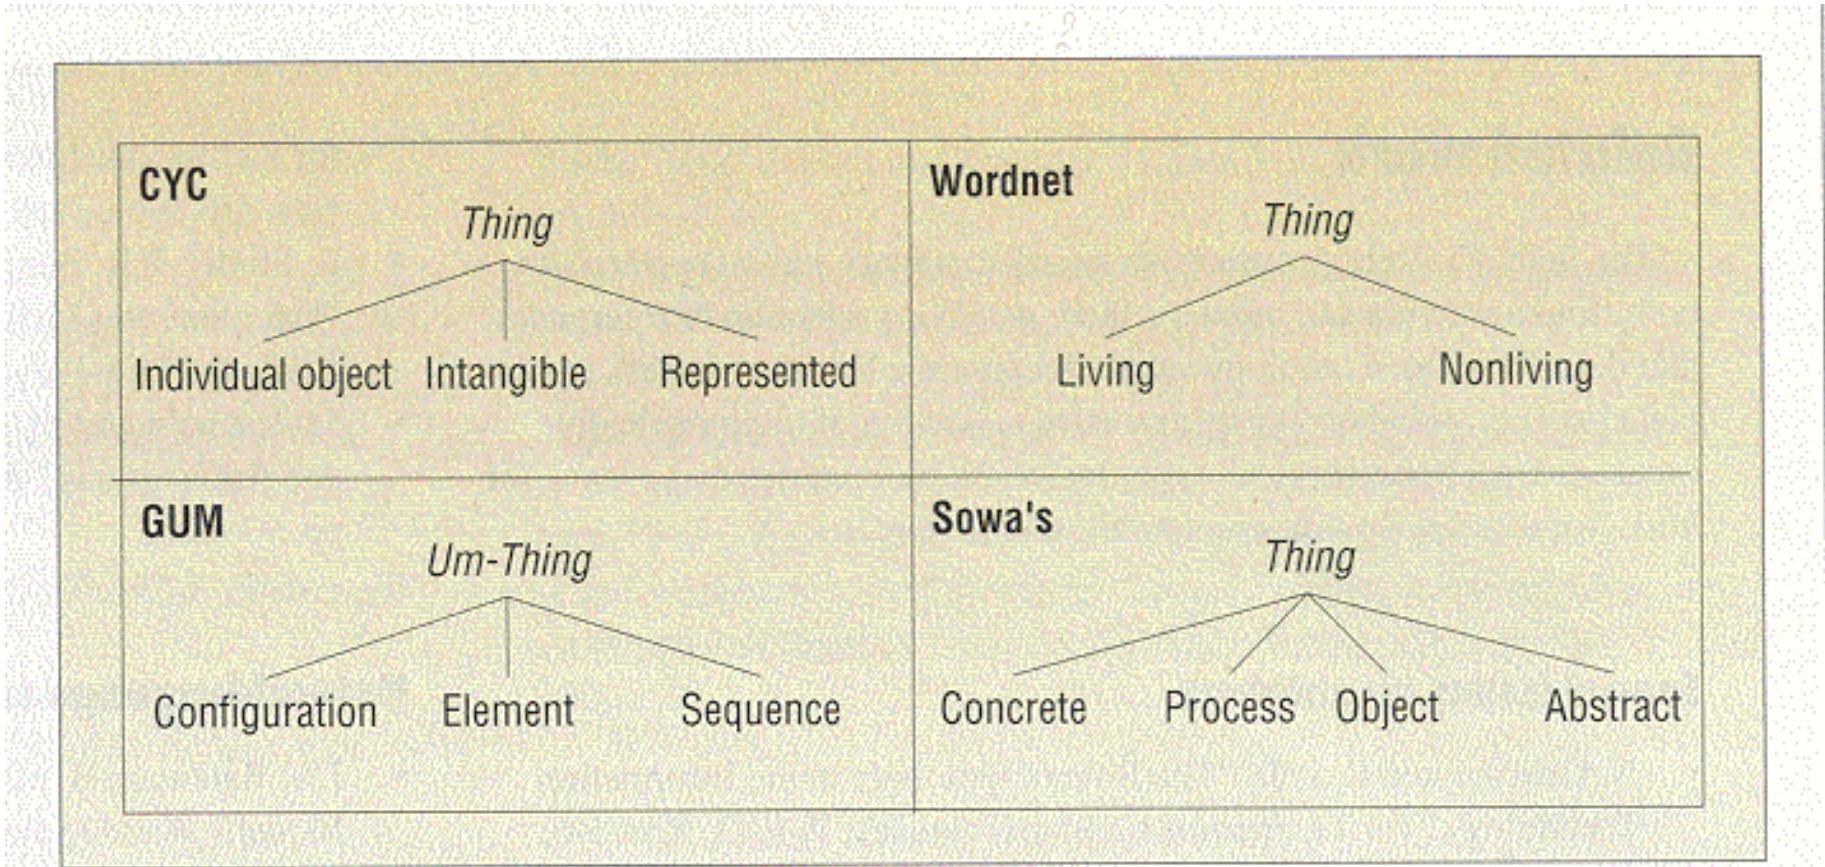 CYC
Thing
Individual object Intangible Represented
Wordnet
Thing
Living Nonliving
GUM
Um-Thing
Configuration Element Sequence
Sowa's
Thing
Concrete Process Object Abstract